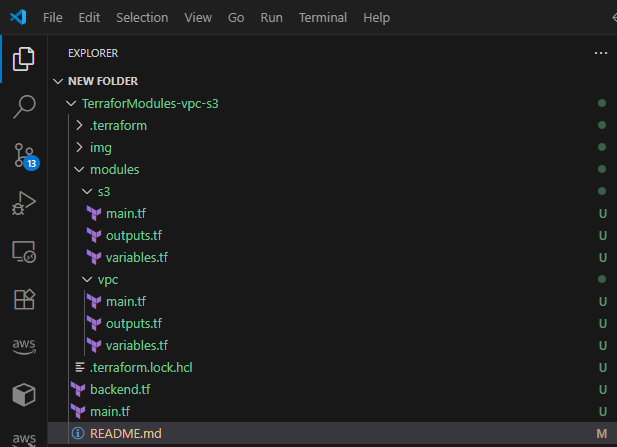 File Edit Selection View Go Run Terminal Help
EXPLORER ...
NEW FOLDER
TerraforModules-vpc-s3
.terraform
img
modules
s3
13
main.tf U
outputs.tf U
variables.tf U
vpc
main.tf U
outputs.tf U
variables.tf U
aws
.terraform.lock.hcl U
backend.tf U
main.tf U
README.md M
aws